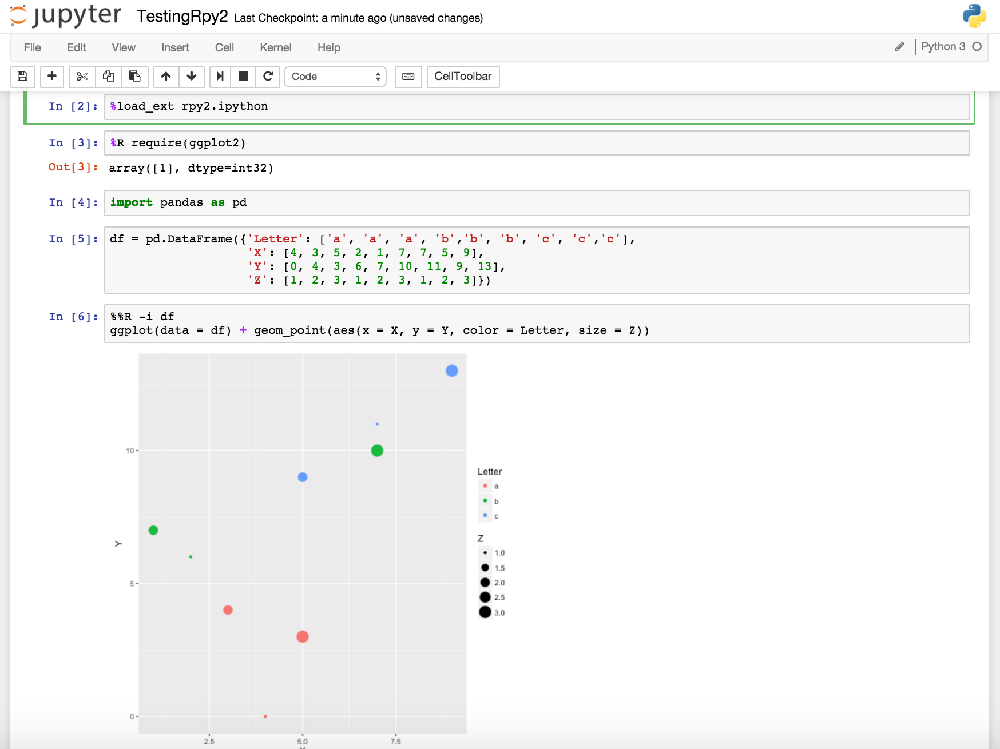 jupyter TestingRpy2 Last Checkpoint: a minute ago (unsaved changes)
File Edit View Insert Cell Kernel Help Python 3
Code CellToolbar
In [2]: %load_ext rpy2.ipython
In [3]: %R require(ggplot2)
Out[3]: array([1], dtype=int32)
In [4]: import pandas as pd
In [5]: df = pd.DataFrame({'Letter': ['a', 'a', 'a', 'b','b', 'b', 'c', 'c','c'],
'X': [4, 3, 5, 2, 1, 7, 7, 5, 9],
'Y': [0, 4, 3, 6, 7, 10, 11, 9, 13],
'Z': [1, 2, 3, 1, 2, 3, 1, 2, 3]})
In [6]: %%R -i df
ggplot(data = df) + geom_point(aes(x = X, y = Y, color = Letter, size = Z))
10
5
0
Y
2.5 5.0 7.5
Letter
a
b
c
Z
1.0
1.5
2.0
2.5
3.0